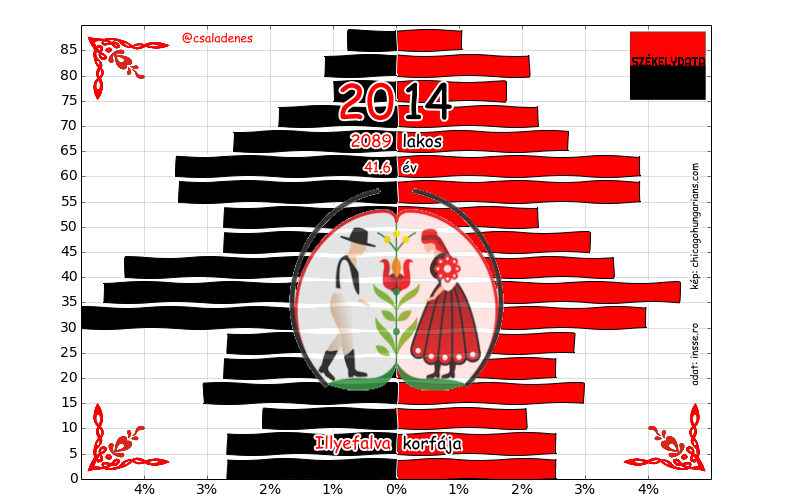 @csaladenes
SZÉKELYDATA
2014
2089 lakos
41.6 év
Illyefalva korfája
kép: chicagohungarians.com
adat: insse.ro
85
80
75
70
65
60
55
50
45
40
35
30
25
20
15
10
5
0
4% 3% 2% 1% 0% 1% 2% 3% 4%